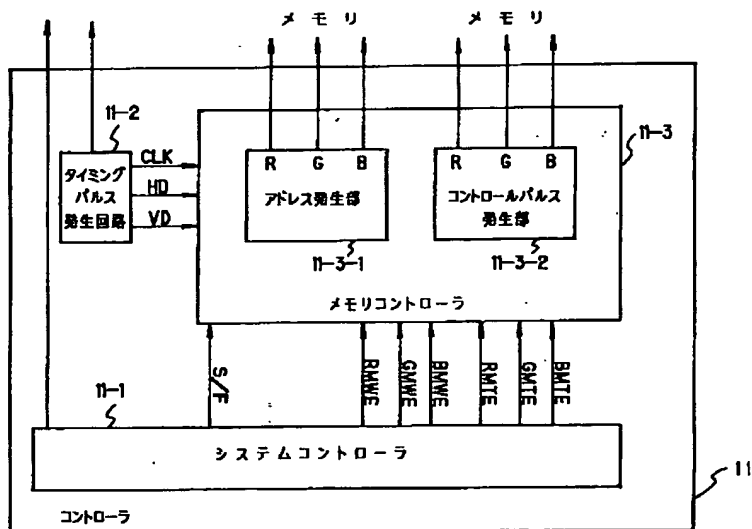 メモリ メモリ
11-2
11-3
CLK
R G B R G B
タイミング
パルス
発生回路
HD
アドレス発生部
コントロールパルス
発生部
VD
11-3-1
11-3-2
メモリコントローラ
S/F
RMWE
GMWE
BMWE
RMTE
GMTE
BMTE
11-1
システムコントローラ
11
コントローラ